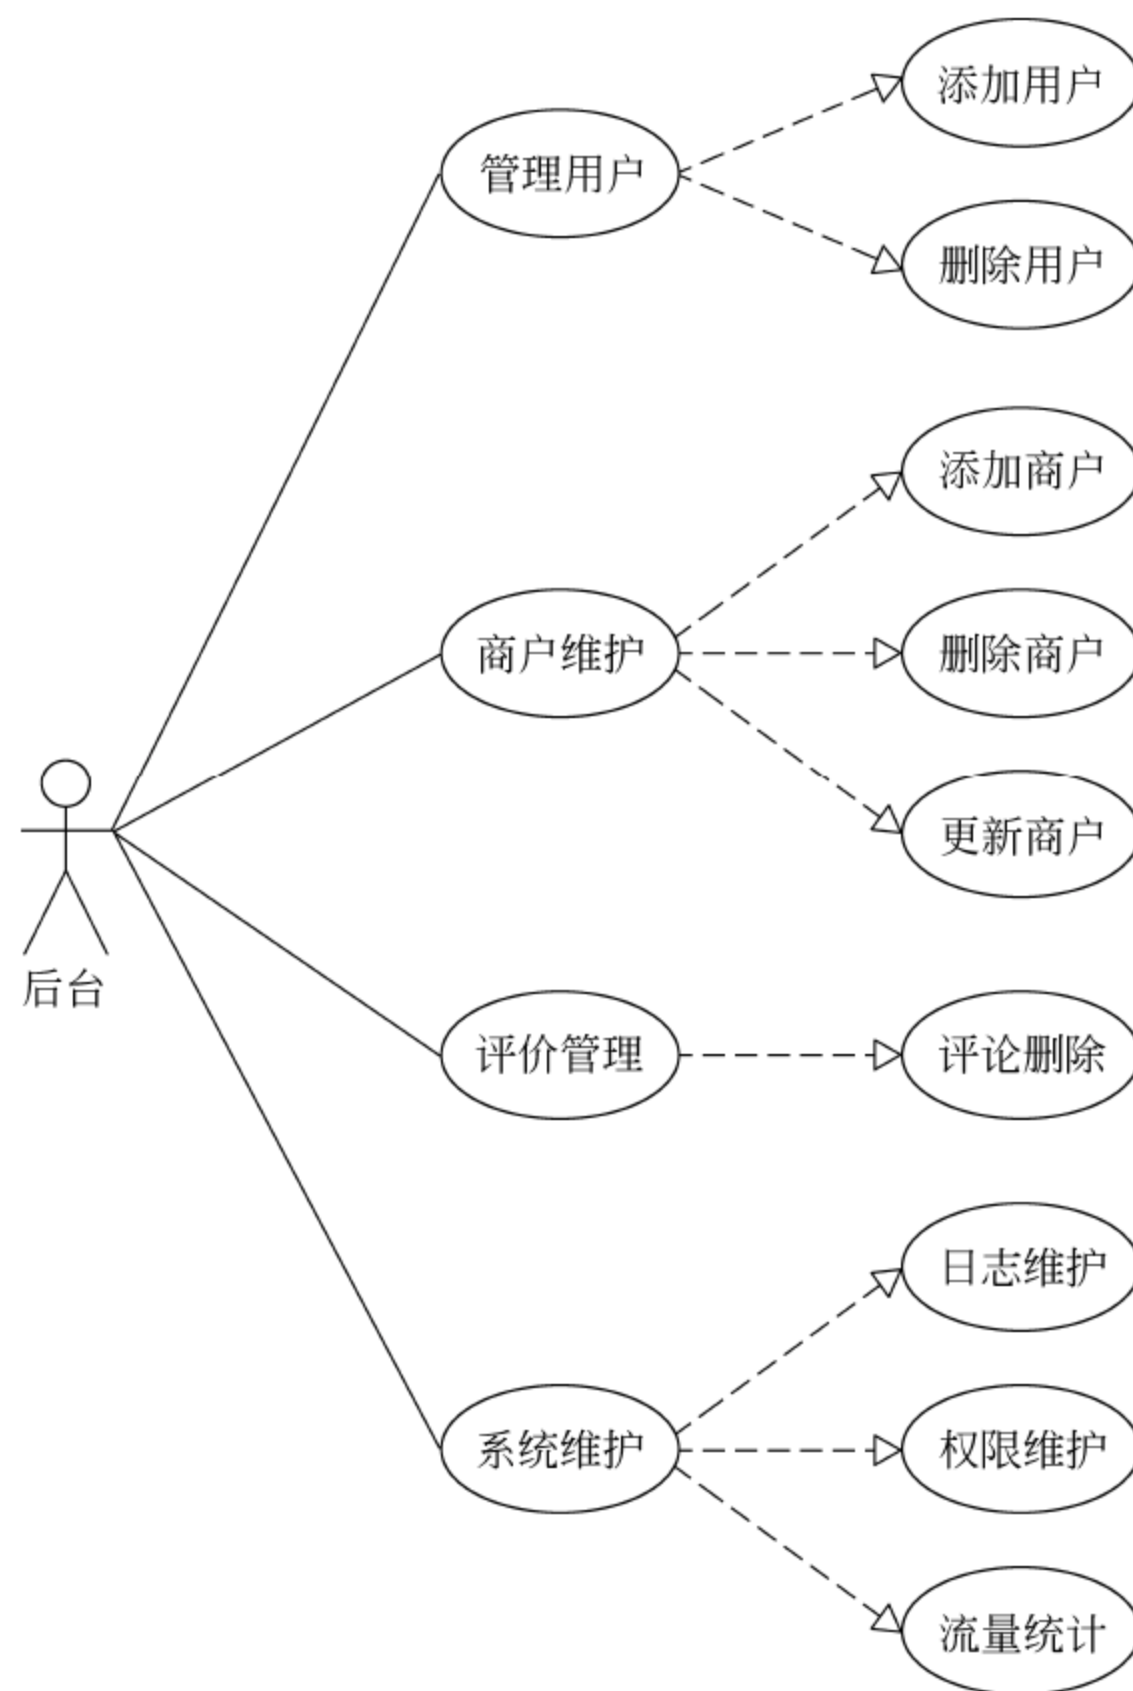 添加用户
管理用户
删除用户
添加商户
商户维护
删除商户
更新商户
后台
评价管理
评论删除
日志维护
系统维护
权限维护
流量统计